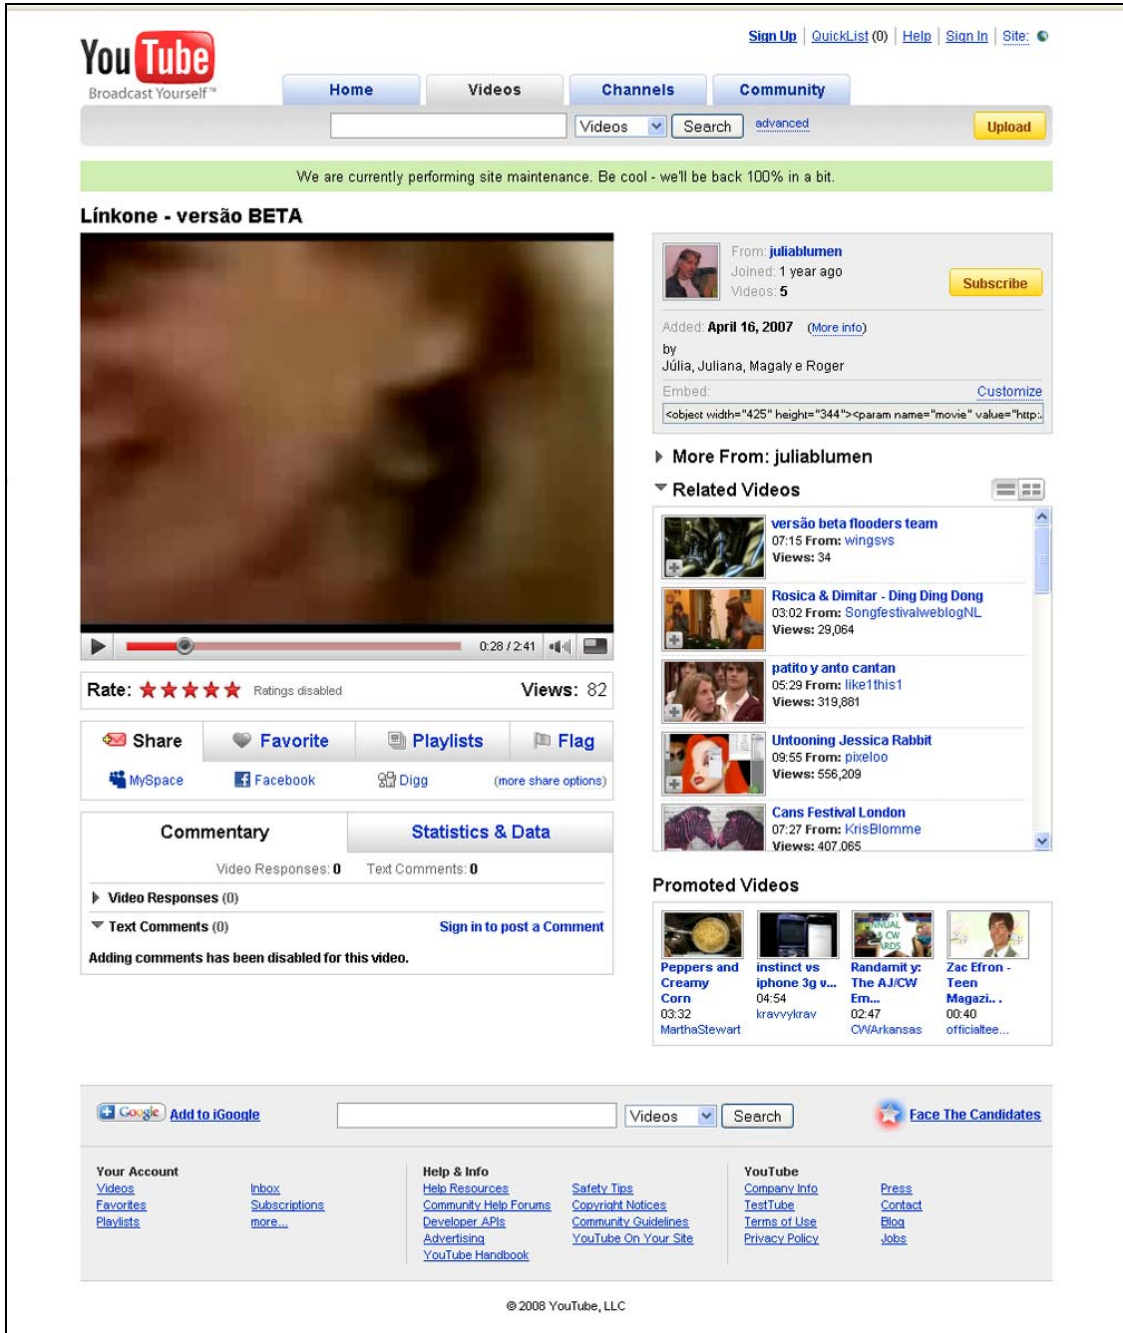 You Tube
Broadcast Yourself™
Sign Up | QuickList (0) | Help | Sign In | Site:
Home Videos Channels Community
Videos Search advanced Upload
We are currently performing site maintenance. Be cool - we'll be back 100% in a bit.
Línkone - versão BETA
0:28 / 2:41
Rate: Ratings disabled Views: 82
Share Favorite Playlists Flag
MySpace Facebook Digg (more share options)
Commentary Statistics & Data
Video Responses: 0 Text Comments: 0
Video Responses (0)
Text Comments (0) Sign in to post a Comment
Adding comments has been disabled for this video.
From: juliablumen
Joined: 1 year ago
Videos: 5
Subscribe
Added: April 16, 2007 (More info)
by
Júlia, Juliana, Magaly e Roger
Embed: Customize
<object width="425" height="344"><param name="movie" value="http:.
More From: juliablumen
Related Videos
versão beta flooders team
07:15 From: wingsvs
Views: 34
Rosica & Dimitar - Ding Ding Dong
03:02 From: SongfestivalweblogNL
Views: 29,064
patito y anto cantan
05:29 From: like1this1
Views: 319,881
Untooning Jessica Rabbit
09:55 From: pixeloo
Views: 556,209
Cans Festival London
07:27 From: KrisBlomme
Views: 407,065
Promoted Videos
Peppers and
Creamy
Corn
03:32
MarthaStewart
instinct vs
iphone 3g v...
04:54
kravvykrav
NUAL
S CW
ARDS
Randamit y:
The AJ/CW
Em...
02:47
CWArkansas
Zac Efron -
Teen
Magazi.. .
00:40
officialtee...
Google Add to iGoogle
Videos Search
Face The Candidates
Your Account
Videos
Favorites
Playlists
Inbox
Subscriptions
more...
Help & Info
Help Resources
Community Help Forums
Developer APIs
Advertising
YouTube Handbook
Safety Tips
Copyright Notices
Community Guidelines
YouTube On Your Site
YouTube
Company Info
TestTube
Terms of Use
Privacy Policy
Press
Contact
Blog
Jobs
© 2008 YouTube, LLC